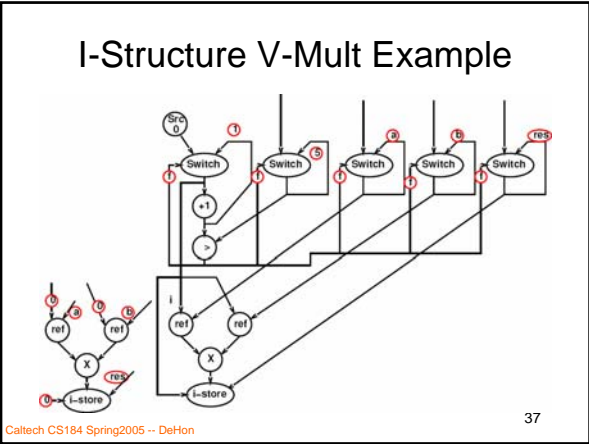 I-Structure V-Mult Example
Src
0
1
a
b
res
Switch
Switch
Switch
Switch
Switch
f
f
5
f
f
f
+1
>
i
0
a
0
b
ref
ref
ref
ref
X
X
res
0
i-store
i-store
Caltech CS184 Spring2005 -- DeHon
37